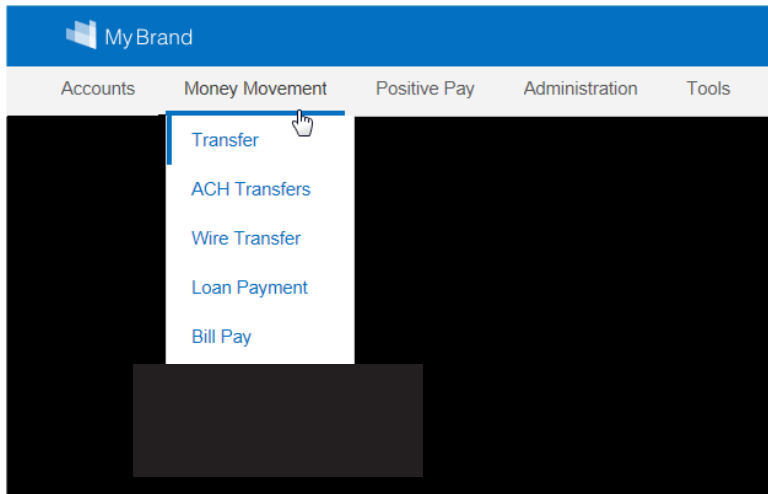 My Brand
Accounts Money Movement Positive Pay Administration Tools
Transfer
ACH Transfers
Wire Transfer
Loan Payment
Bill Pay